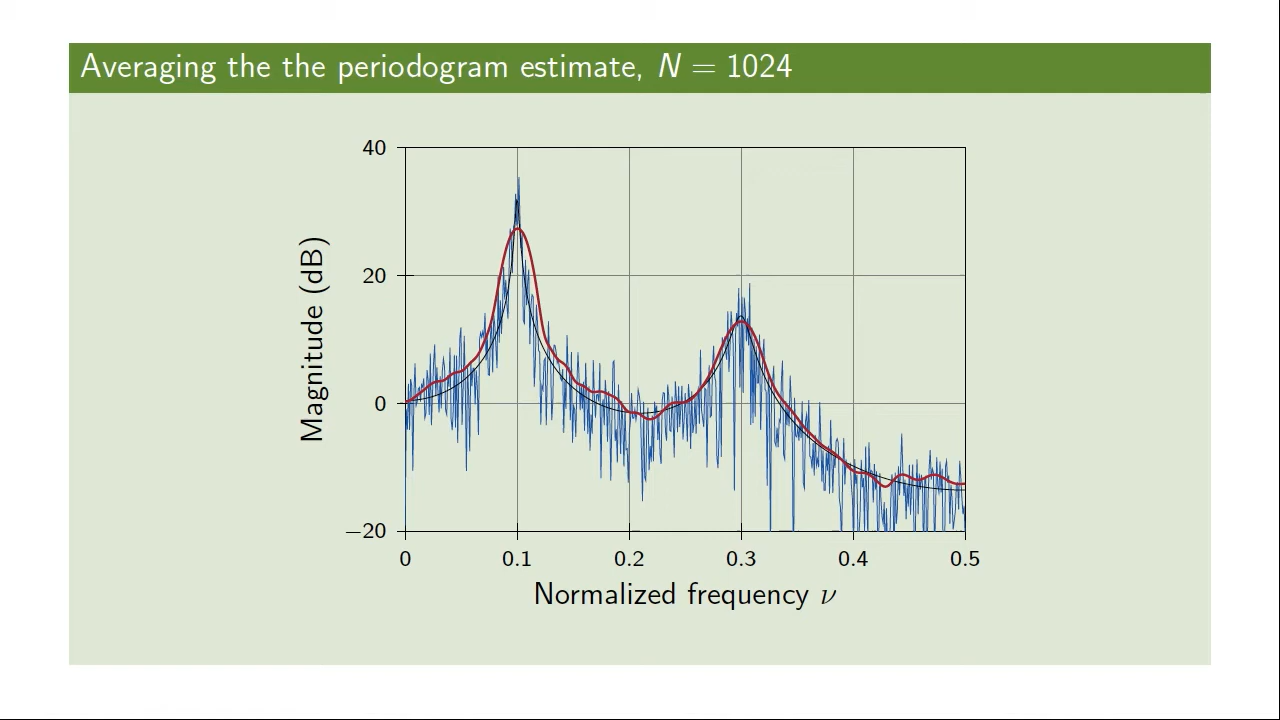 Averaging the the periodogram estimate, N = 1024
40
20
0
−20
Magnitude (dB)
0 0.1 0.2 0.3 0.4 0.5
Normalized frequency ν